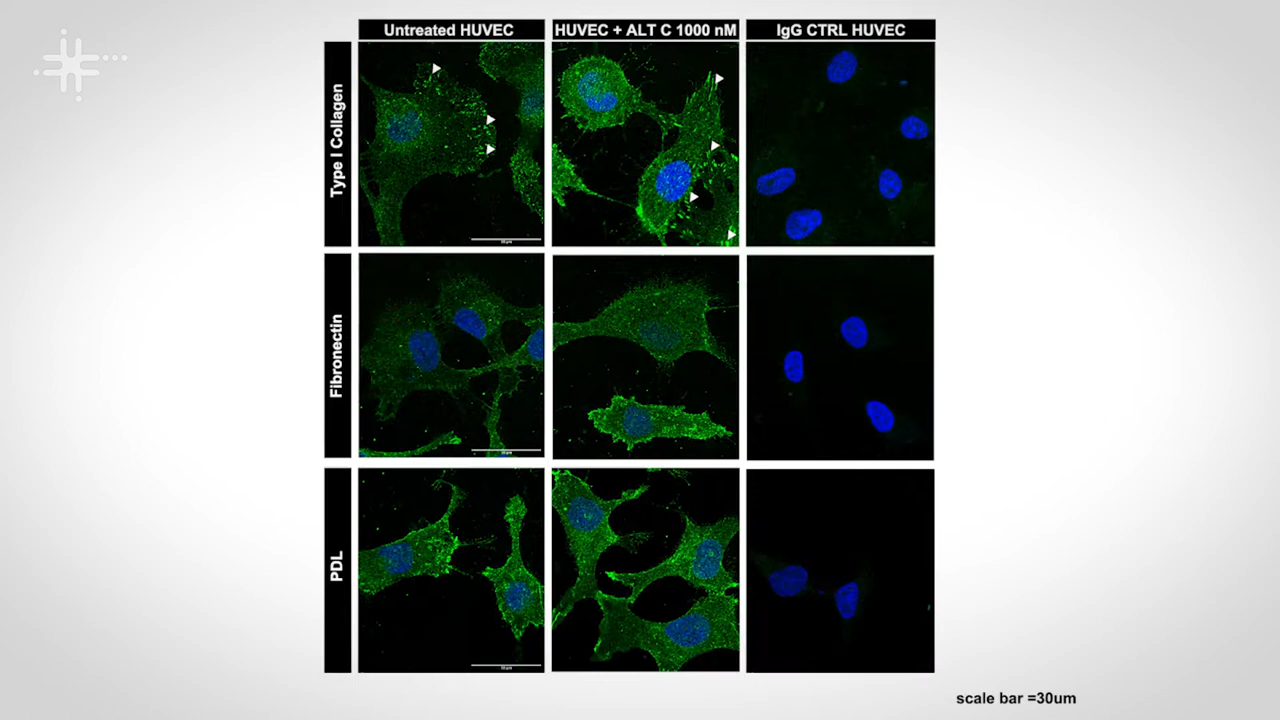 Untreated HUVEC
HUVEC + ALT C 1000 nM
IgG CTRL HUVEC
Type I Collagen
Fibronectin
PDL
scale bar =30um